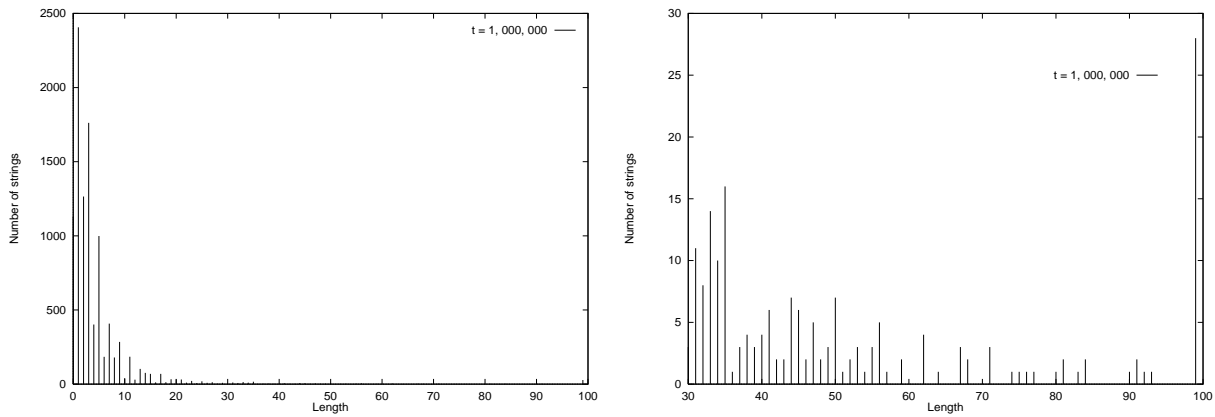 2500
2000
1500
1000
500
0
Number of strings
t = 1, 000, 000
0 10 20 30 40 50 60 70 80 90 100
Length
30
25
20
15
10
5
0
Number of strings
t = 1, 000, 000
30 40 50 60 70 80 90 100
Length